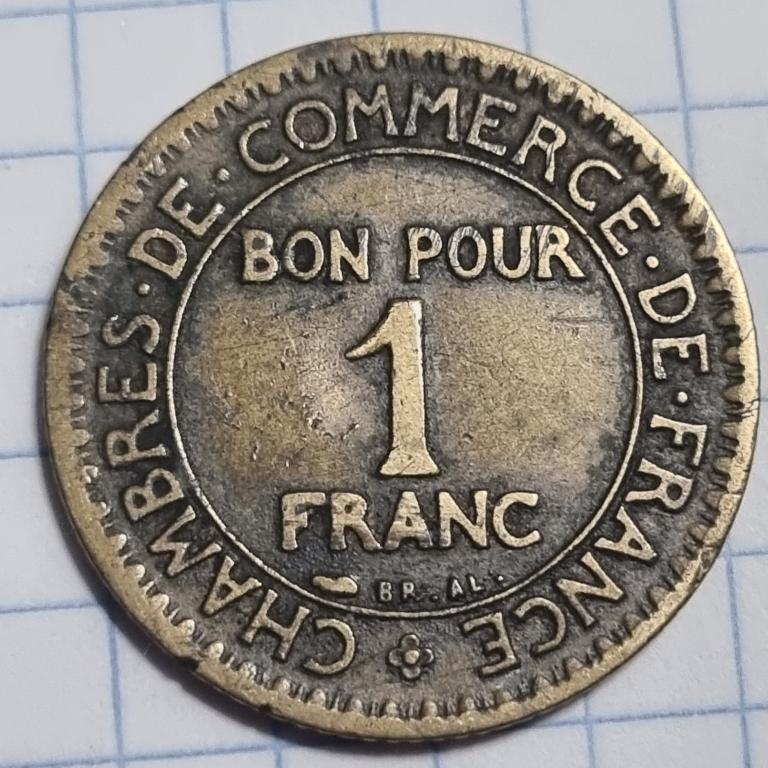 CHAMBRES·DE·COMMERCE·DE·FRANCE
BON POUR
1
FRANC
BR.AL.